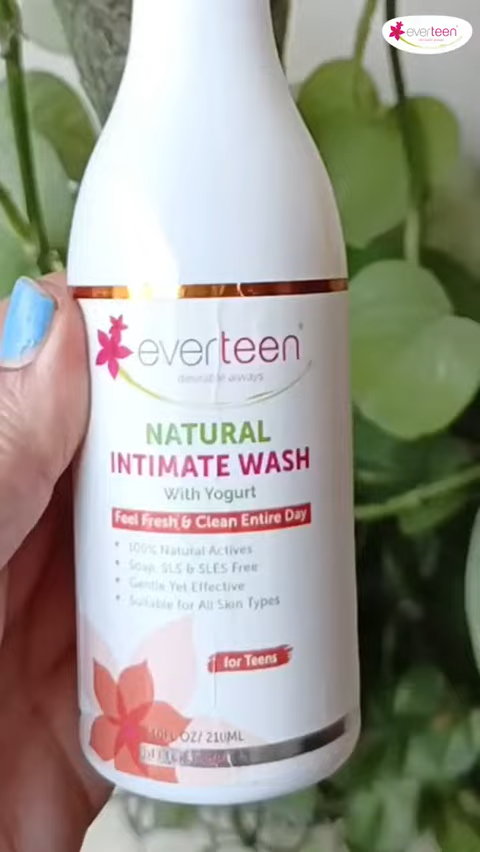 everteen
everteen
desirable always
NATURAL
INTIMATE WASH
With Yogurt
Feel Fresh & Clean Entire Day
100% Natural Actives
Soap, SLS & SLES Free
Gentle Yet Effective
Suitable for All Skin Types
for Teens
OZ/ 210ML